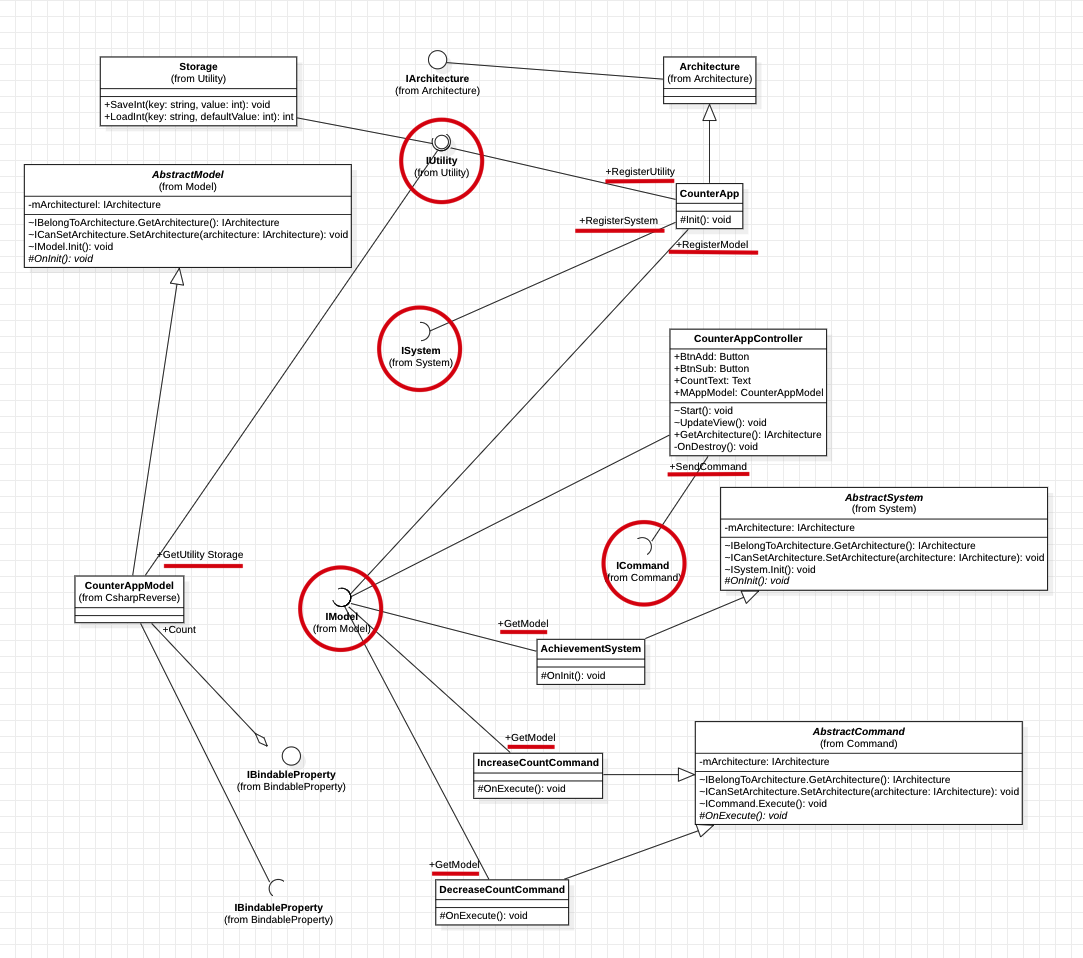 Storage
(from Utility)
+SaveInt(key: string, value: int): void
+LoadInt(key: string, defaultValue: int): int
IArchitecture
(from Architecture)
Architecture
(from Architecture)
IUtility
(from Utility)
AbstractModel
(from Model)
-mArchitecturel: IArchitecture
~IBelongToArchitecture.GetArchitecture(): IArchitecture
~ICanSetArchitecture.SetArchitecture(architecture: IArchitecture): void
~IModel.Init(): void
#OnInit(): void
+RegisterUtility
CounterApp
#Init(): void
+RegisterSystem
+RegisterModel
ISystem
(from System)
CounterAppController
+BtnAdd: Button
+BtnSub: Button
+CountText: Text
+MAppModel: CounterAppModel
~Start(): void
~UpdateView(): void
+GetArchitecture(): IArchitecture
-OnDestroy(): void
+SendCommand
AbstractSystem
(from System)
-mArchitecture: IArchitecture
~IBelongToArchitecture.GetArchitecture(): IArchitecture
~ICanSetArchitecture.SetArchitecture(architecture: IArchitecture): void
~ISystem.Init(): void
#OnInit(): void
ICommand
(from Command)
+GetUtility Storage
CounterAppModel
(from CsharpReverse)
+Count
IModel
(from Model)
+GetModel
AchievementSystem
#OnInit(): void
+GetModel
IncreaseCountCommand
#OnExecute(): void
AbstractCommand
(from Command)
-mArchitecture: IArchitecture
~IBelongToArchitecture.GetArchitecture(): IArchitecture
~ICanSetArchitecture.SetArchitecture(architecture: IArchitecture): void
~ICommand.Execute(): void
#OnExecute(): void
IBindableProperty
(from BindableProperty)
+GetModel
DecreaseCountCommand
#OnExecute(): void
IBindableProperty
(from BindableProperty)